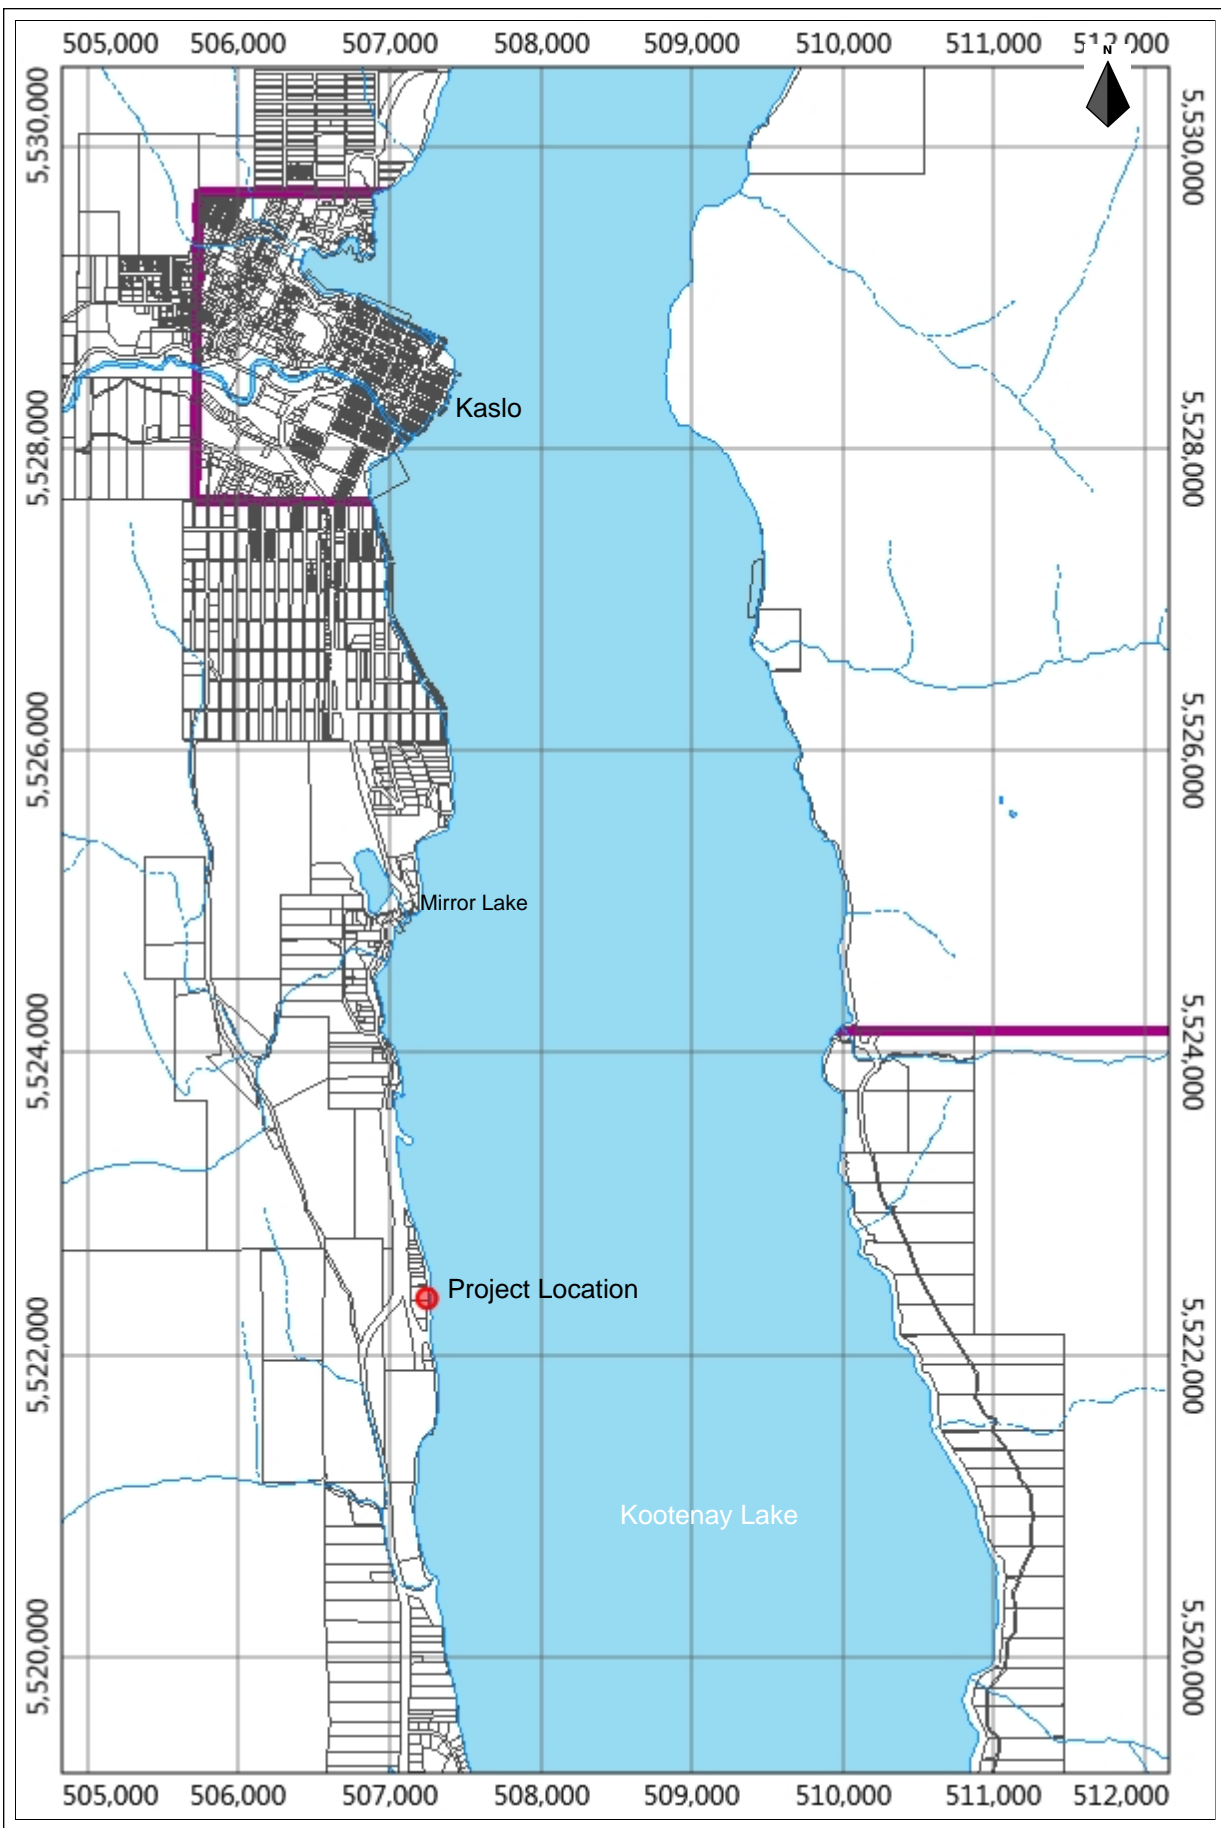 505,000 506,000 507,000 508,000 509,000 510,000 511,000 512,000
N
5,530,000 5,530,000
Kaslo
5,528,000 5,528,000
5,526,000 5,526,000
Mirror Lake
5,524,000 5,524,000
Project Location
5,522,000 5,522,000
Kootenay Lake
5,520,000 5,520,000
505,000 506,000 507,000 508,000 509,000 510,000 511,000 512,000